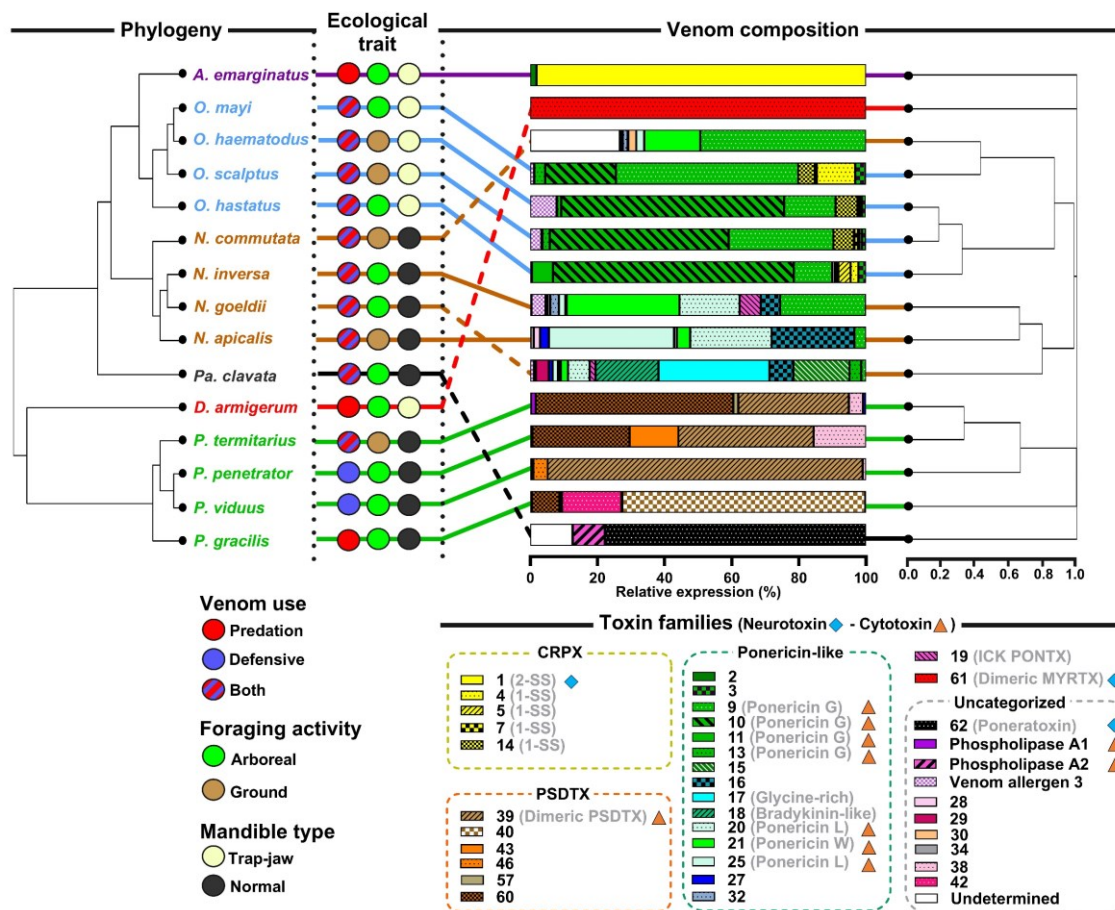 Phylogeny
Ecological
trait
Venom composition
A. emarginatus
O. mayi
O. haematodus
O. scalptus
O. hastatus
N. commutata
N. inversa
N. goeldii
N. apicalis
Pa. clavata
D. armigerum
P. termitarius
P. penetrator
P. viduus
P. gracilis
0 20 40 60 80 100
Relative expression (%)
0.0 0.2 0.4 0.6 0.8 1.0
Venom use
Predation
Defensive
Both
Foraging activity
Arboreal
Ground
Mandible type
Trap-jaw
Normal
Toxin families (Neurotoxin - Cytotoxin )
CRPX
1 (2-SS)
4 (1-SS)
5 (1-SS)
7 (1-SS)
14 (1-SS)
PSDTX
39 (Dimeric PSDTX)
40
43
46
57
60
Ponericin-like
2
3
9 (Ponericin G)
10 (Ponericin G)
11 (Ponericin G)
13 (Ponericin G)
15
16
17 (Glycine-rich)
18 (Bradykinin-like)
20 (Ponericin L)
21 (Ponericin W)
25 (Ponericin L)
27
32
19 (ICK PONTX)
61 (Dimeric MYRTX)
Uncategorized
62 (Poneratoxin)
Phospholipase A1
Phospholipase A2
Venom allergen 3
28
29
30
34
38
42
Undetermined